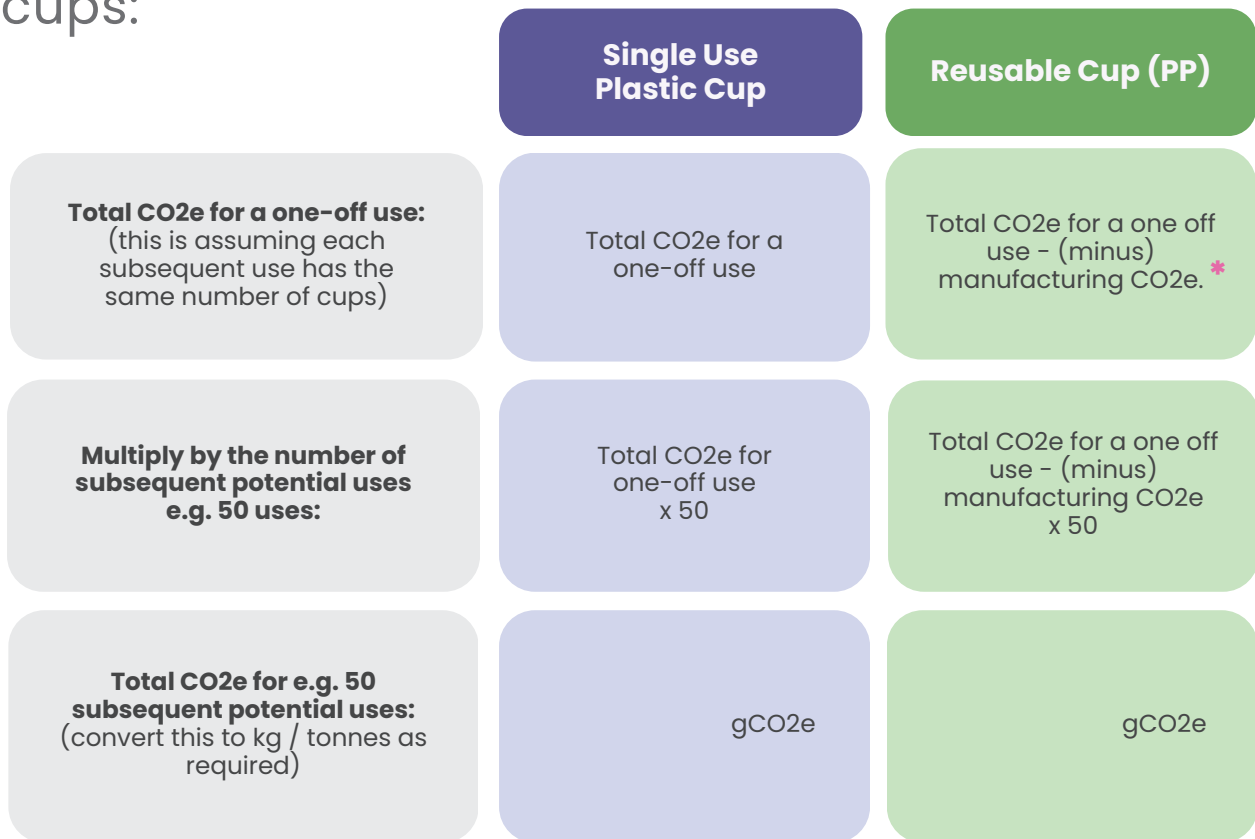 cups:
Single Use
Plastic Cup
Reusable Cup (PP)
Total CO2e for a one-off use:
(this is assuming each
subsequent use has the
same number of cups)
Total CO2e for a
one-off use
Total CO2e for a one off
use - (minus)
manufacturing CO2e. *
Multiply by the number of
subsequent potential uses
e.g. 50 uses:
Total CO2e for
one-off use
x 50
Total CO2e for a one off
use - (minus)
manufacturing CO2e
x 50
Total CO2e for e.g. 50
subsequent potential uses:
(convert this to kg / tonnes as
required)
gCO2e
gCO2e